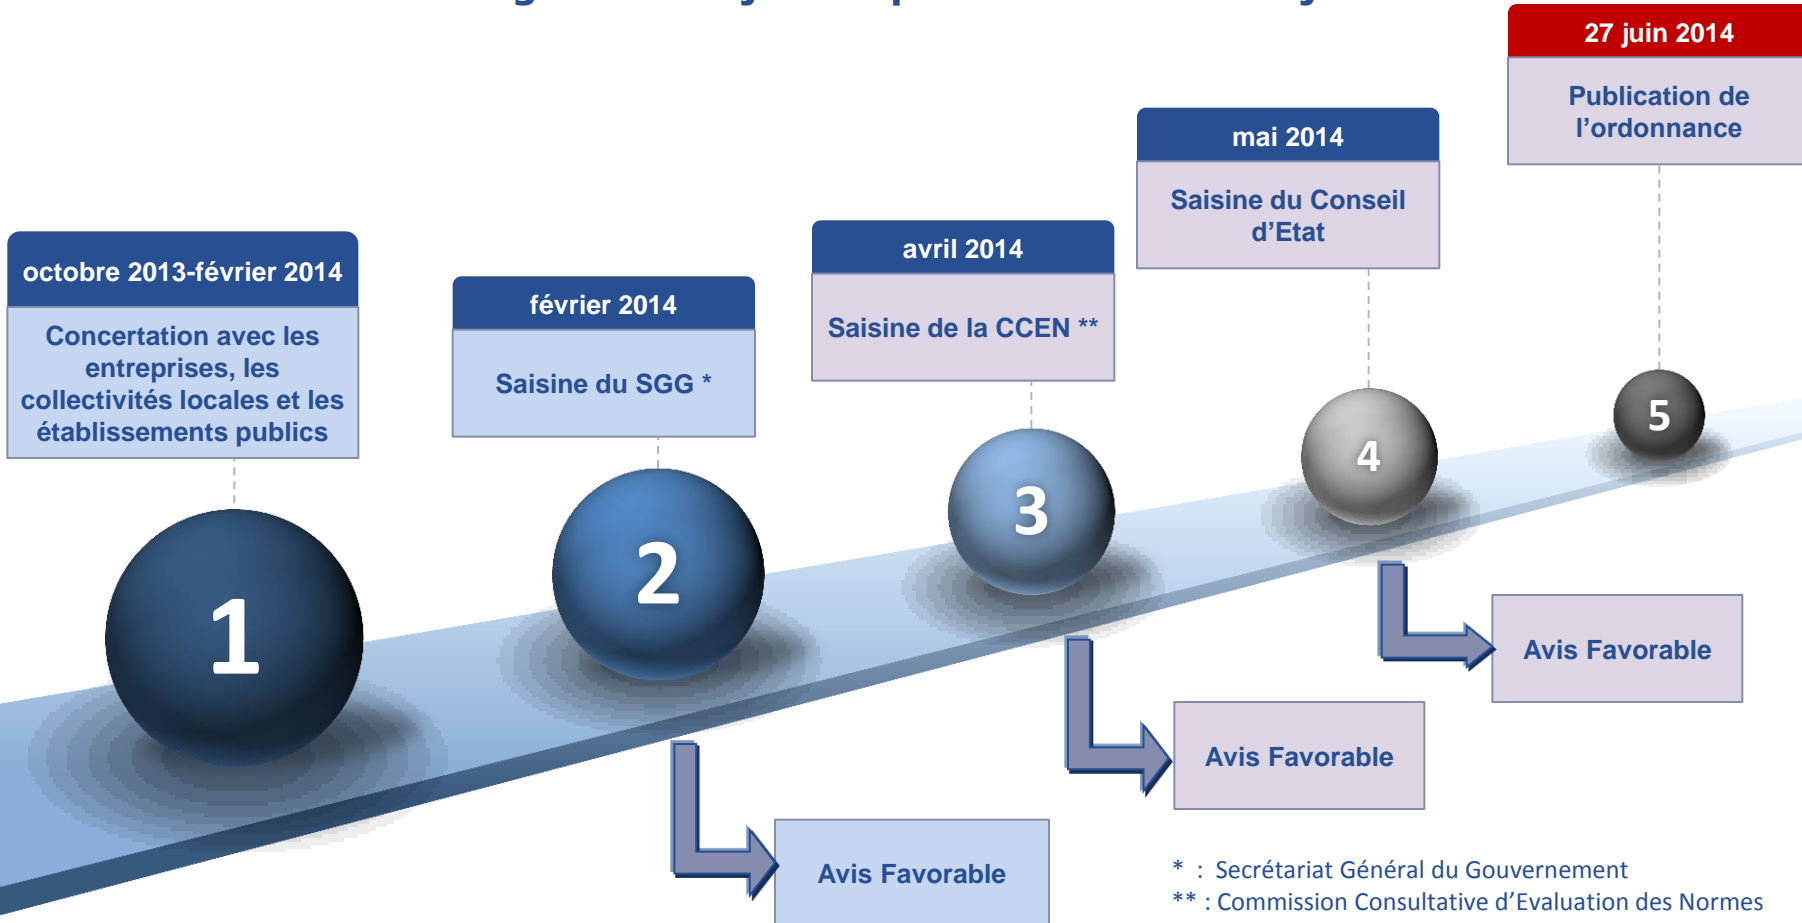 27 juin 2014
Publication de
l’ordonnance
mai 2014
Saisine du Conseil
d’Etat
avril 2014
Saisine de la CCEN **
octobre 2013-février 2014
Concertation avec les
entreprises, les
collectivités locales et les
établissements publics
février 2014
Saisine du SGG *
1
2
3
4
5
Avis Favorable
Avis Favorable
Avis Favorable
* : Secrétariat Général du Gouvernement
** : Commission Consultative d’Evaluation des Normes